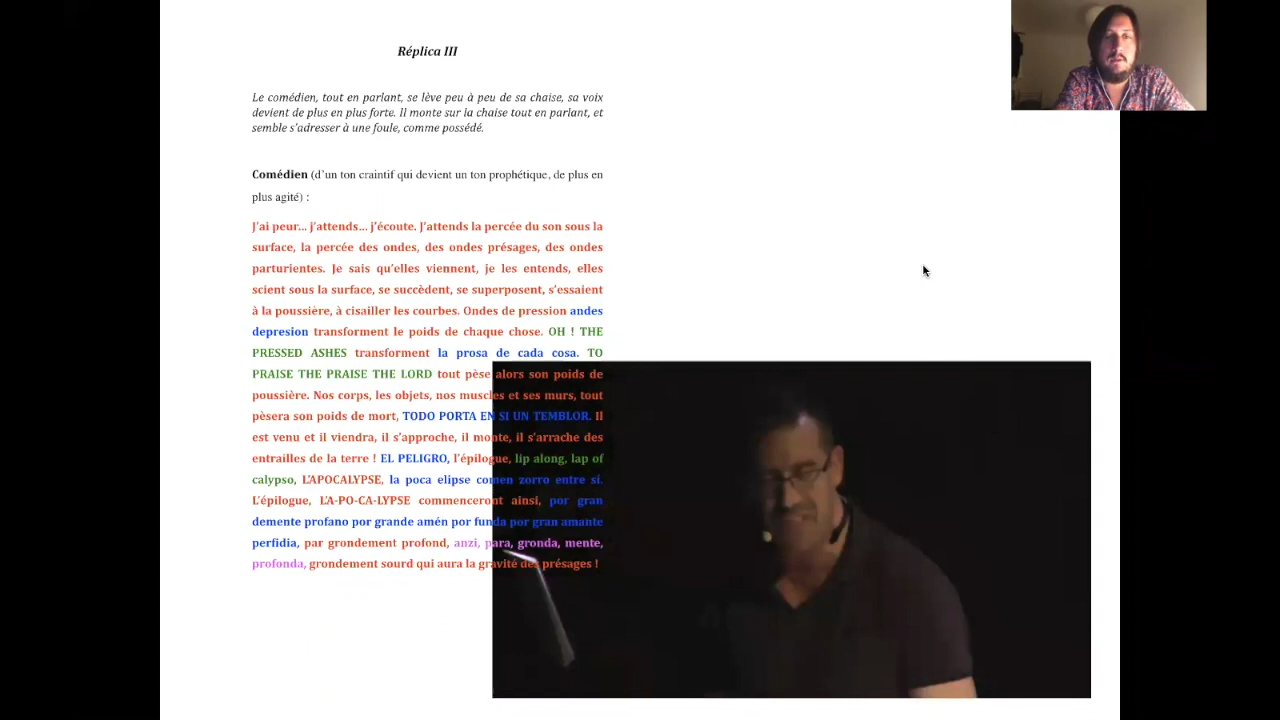 Réplica III
Le comédien, tout en parlant, se lève peu à peu de sa chaise, sa voix
devient de plus en plus forte. Il monte sur la chaise tout en parlant, et
semble s'adresser à une foule, comme possédé.
Comédien (d'un ton craintif qui devient un ton prophétique, de plus en
plus agité) :
J'ai peur... j'attends... j'écoute. J'attends la percée du son sous la
surface, la percée des ondes, des ondes présages, des ondes
parturientes. Je sais qu'elles viennent, je les entends, elles
scient sous la surface, se succèdent, se superposent, s'essaient
à la poussière, à cisailler les courbes. Ondes de pression andes
depresion transforment le poids de chaque chose. OH ! THE
PRESSED ASHES transforment la prosa de cada cosa. TO
PRAISE THE PRAISE THE LORD tout pèse alors son poids de
poussière. Nos corps, les objets, nos muscles et ses murs, tout
pèsera son poids de mort, TODO PORTA EN SI UN TEMBLOR. Il
est venu et il viendra, il s'approche, il monte, il s'arrache des
entrailles de la terre ! EL PELIGRO, l'épilogue, lip along, lap of
calypso, L'APOCALYPSE, la poca elipse comen zorro entre sí.
L'épilogue, L'A-PO-CA-LYPSE commenceront ainsi, por gran
demente profano por grande amén por funda por gran amante
perfidia, par grondement profond, anzi, para, gronda, mente,
profonda, grondement sourd qui aura la gravité des présages !